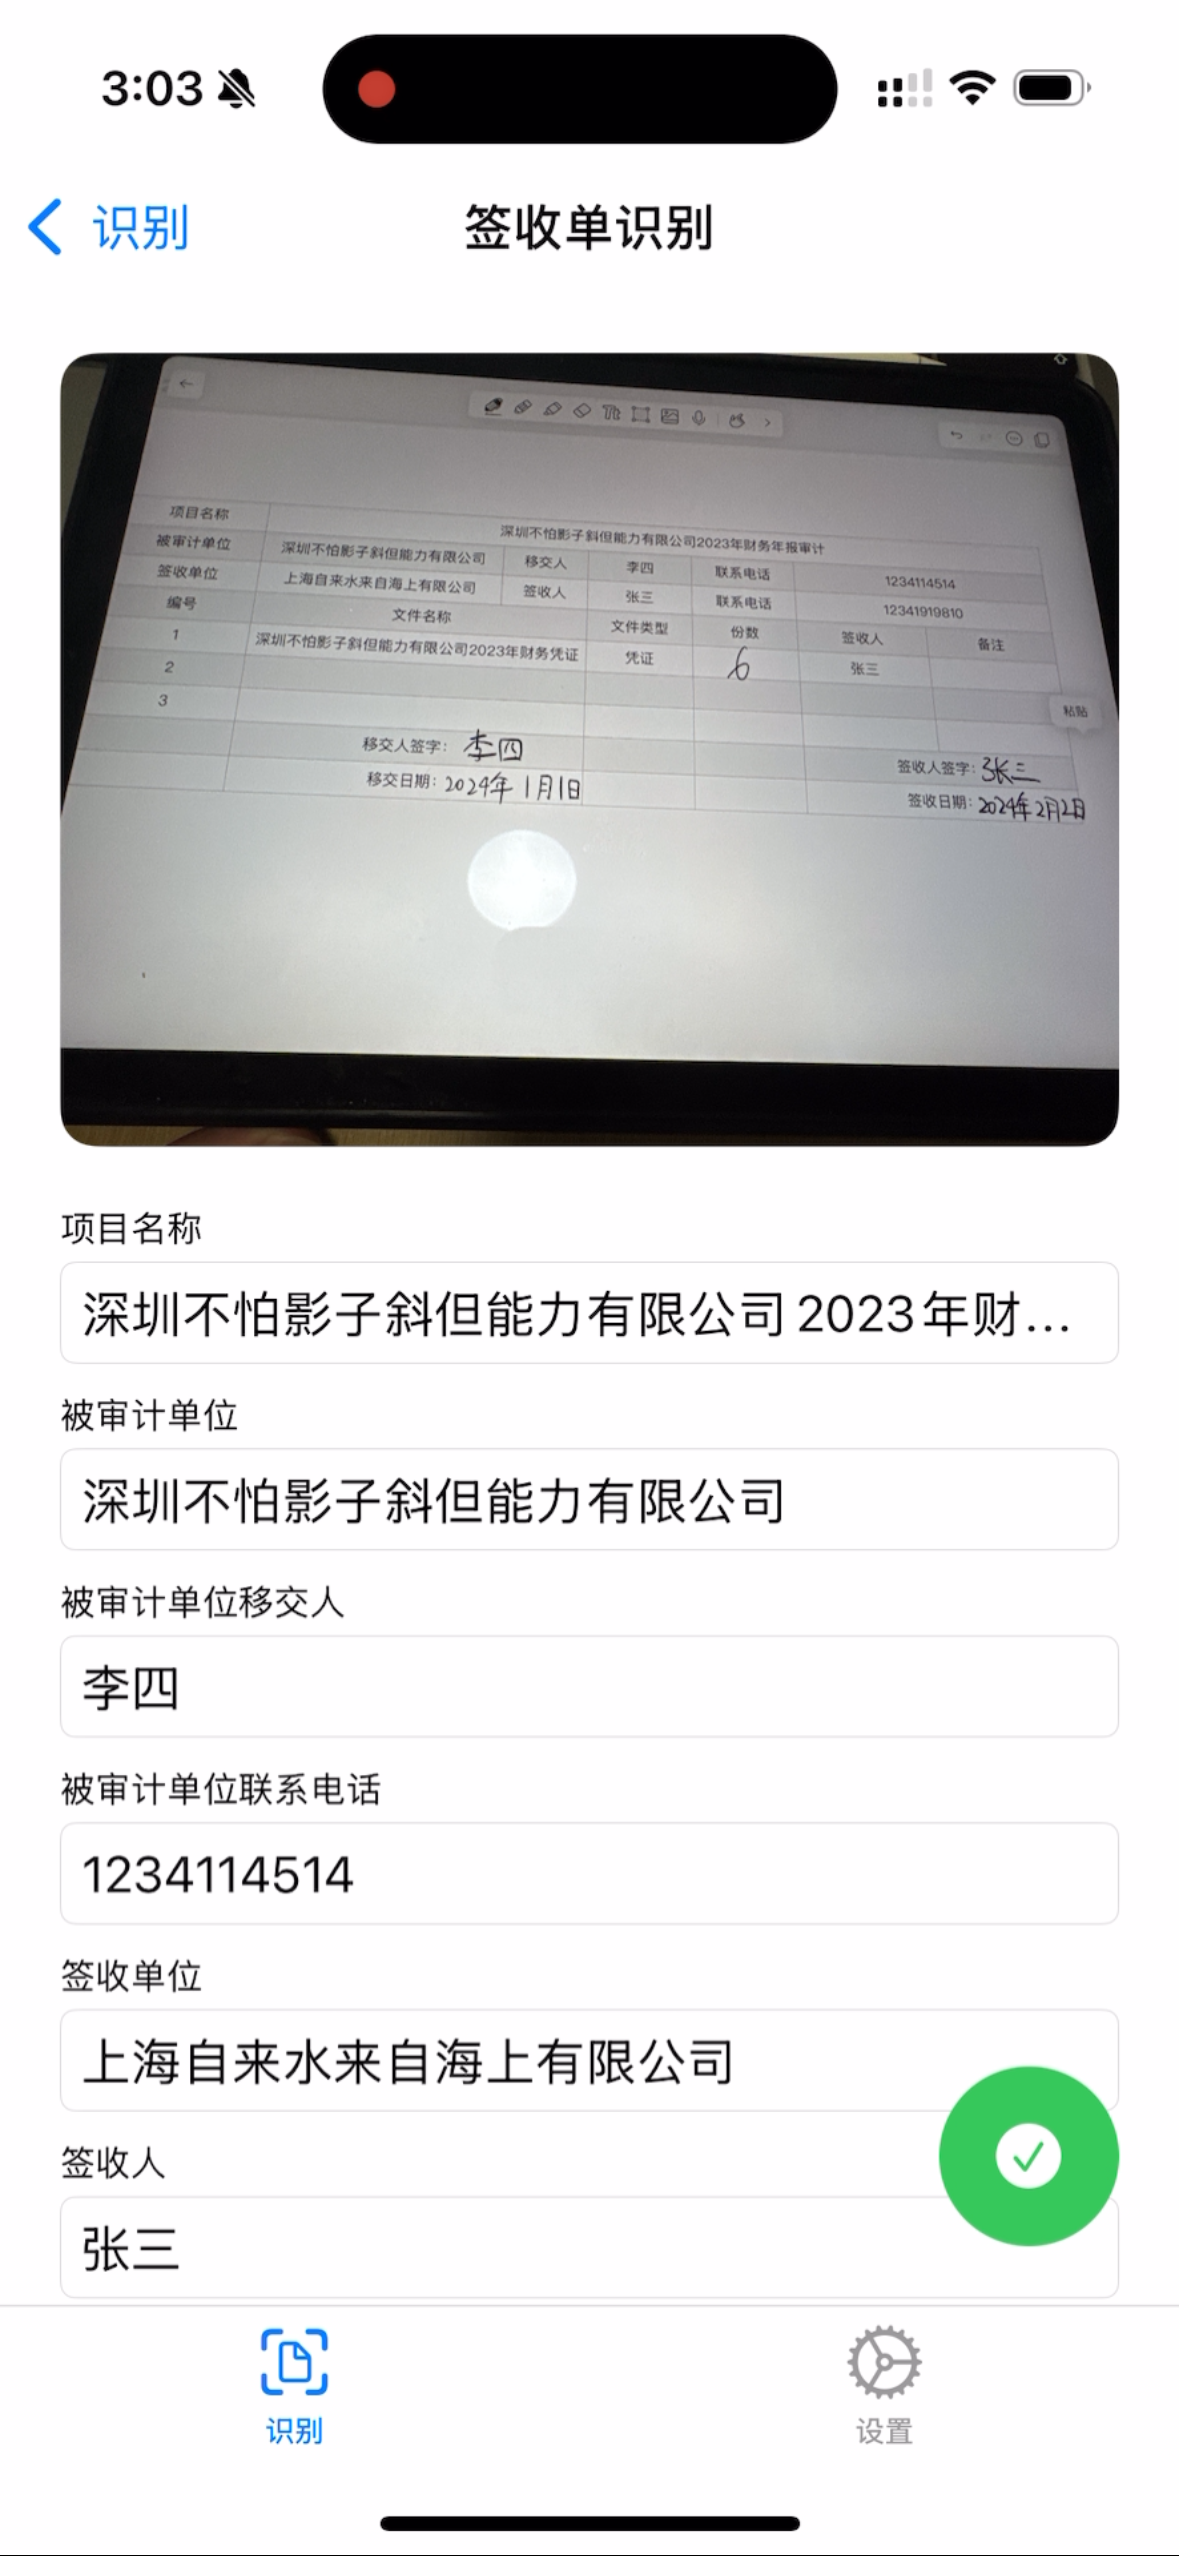 3:03
识别
签收单识别
项目名称 深圳不怕影子斜但能力有限公司2023年财务年报审计
被审计单位 深圳不怕影子斜但能力有限公司 移交人 李四 联系电话 1234114514
签收单位 上海自来水来自海上有限公司 签收人 张三 联系电话 12341919810
编号 文件名称 文件类型 份数 签收人 备注
1 深圳不怕影子斜但能力有限公司2023年财务凭证 凭证 6 张三
2
3
粘贴
移交人签字: 李四 签收人签字: 张三
移交日期: 2024年1月1日 签收日期: 2024年2月2日
项目名称
深圳不怕影子斜但能力有限公司2023年财...
被审计单位
深圳不怕影子斜但能力有限公司
被审计单位移交人
李四
被审计单位联系电话
1234114514
签收单位
上海自来水来自海上有限公司
签收人
张三
识别 设置